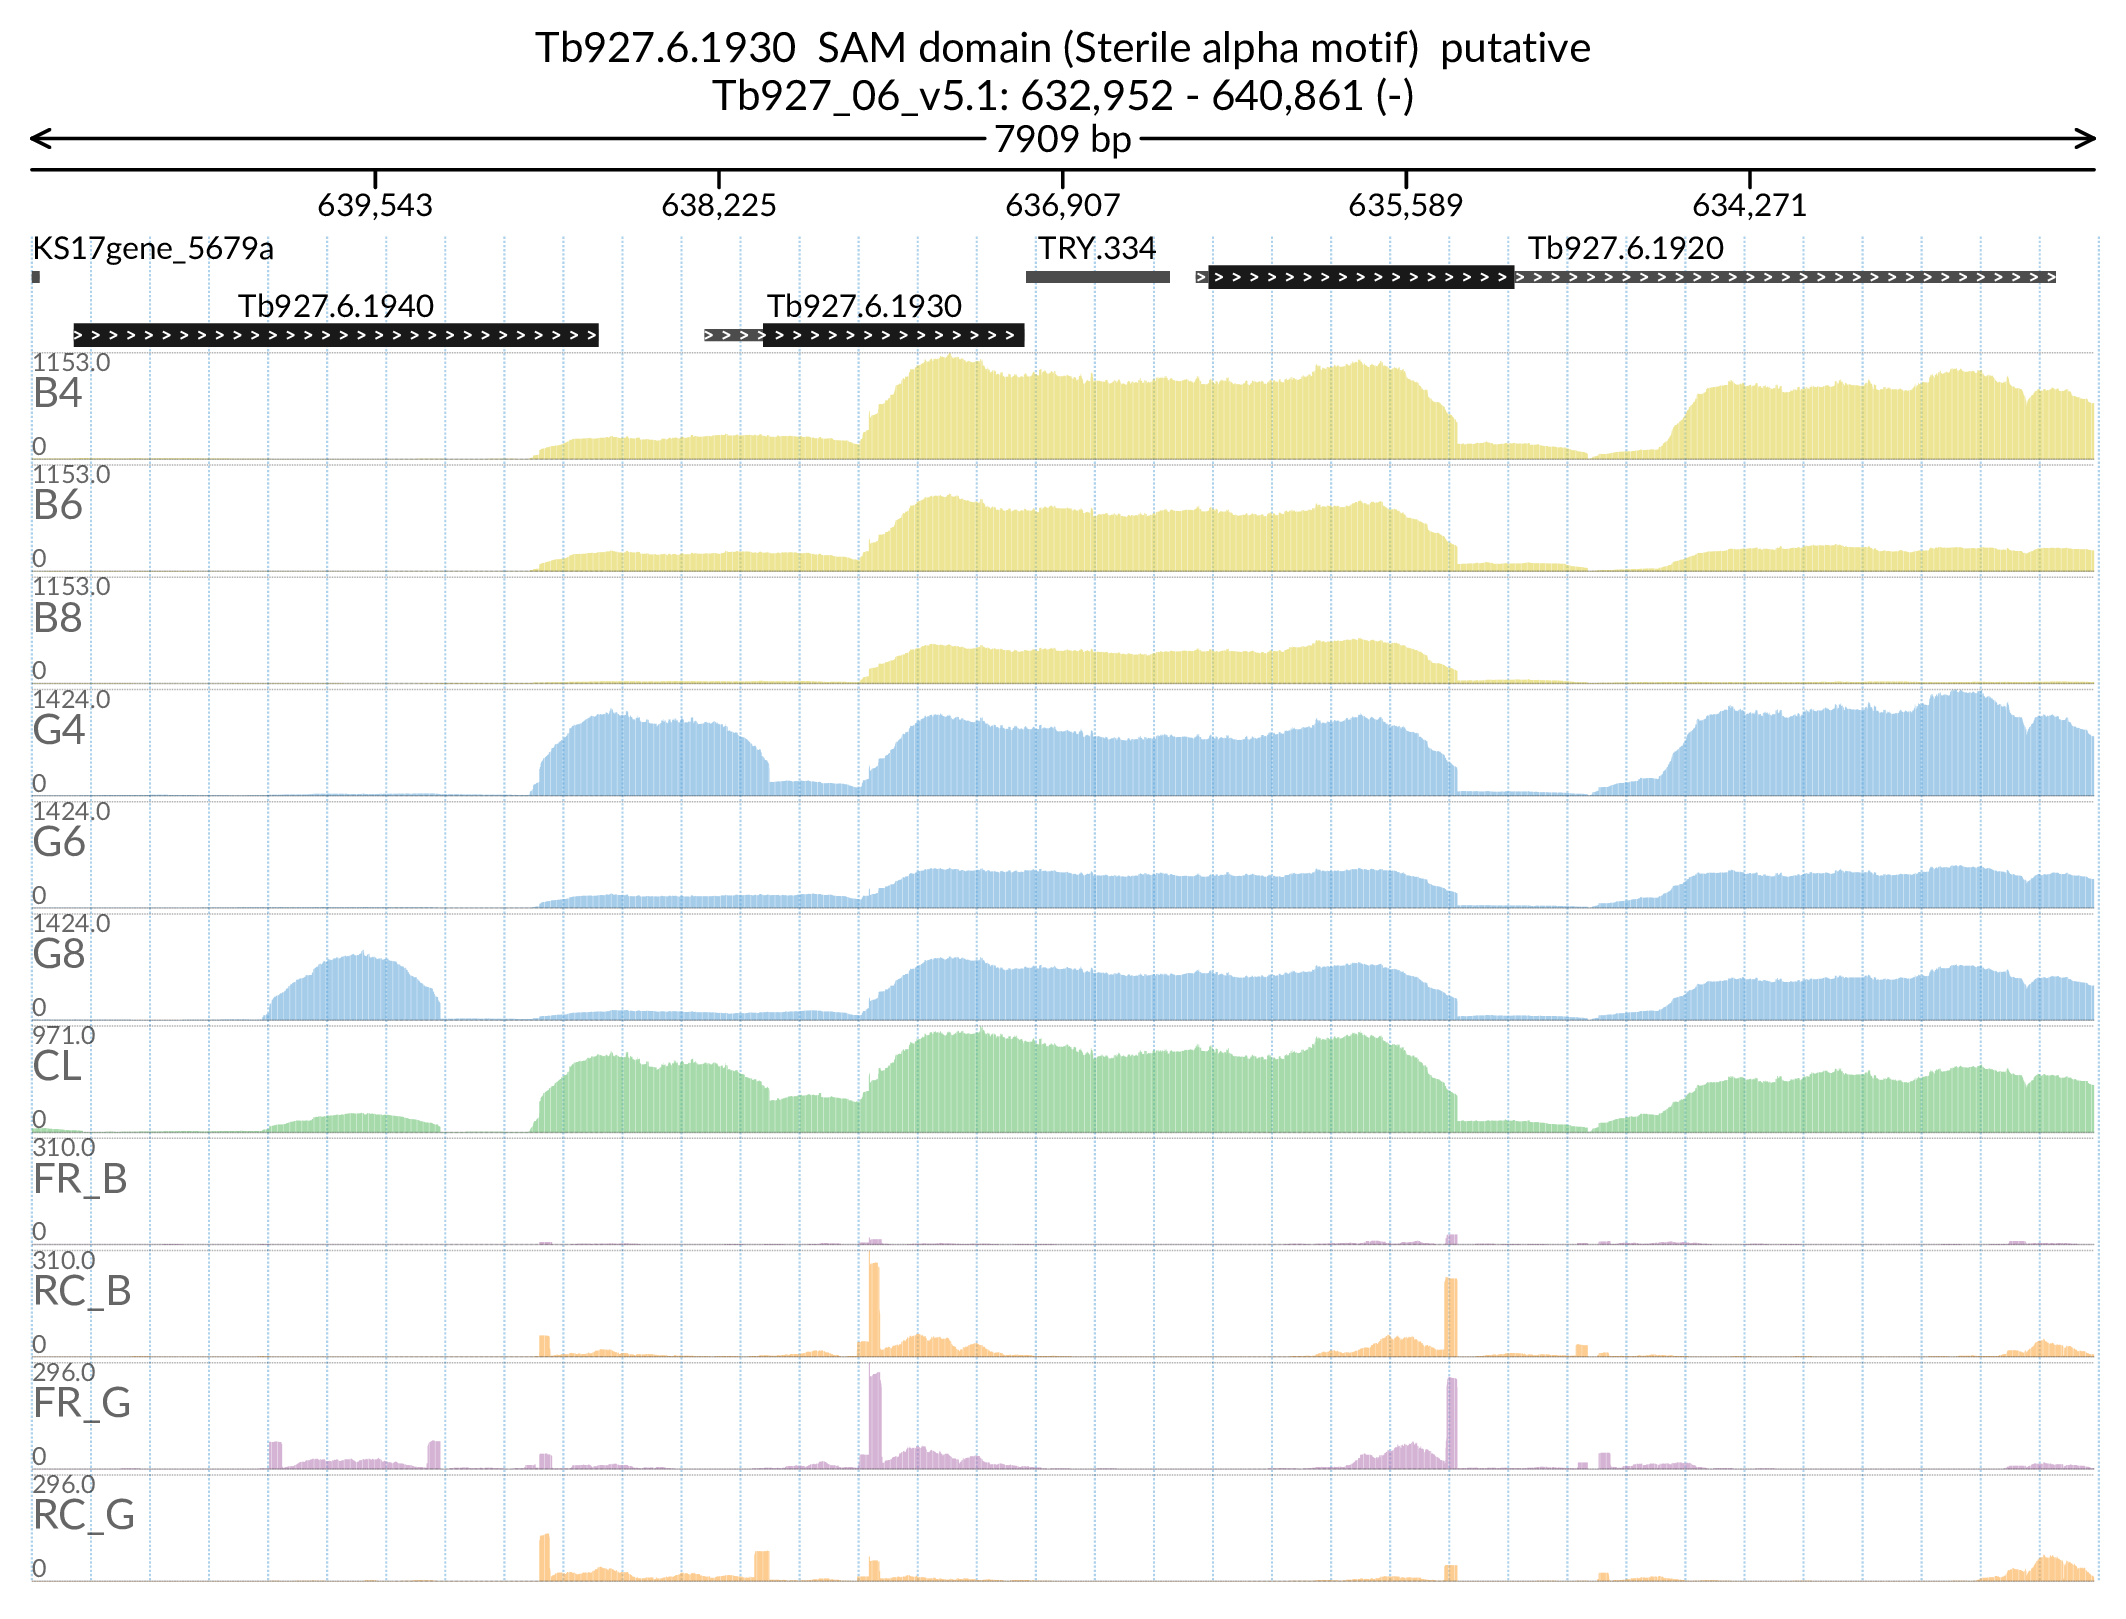 Tb927.6.1930 SAM domain (Sterile alpha motif) putative
Tb927_06_v5.1: 632,952 - 640,861 (-)
7909 bp
639,543 638,225 636,907 635,589 634,271
KS17gene_5679a TRY.334 Tb927.6.1920
Tb927.6.1940 Tb927.6.1930
1153.0
B4
0
1153.0
B6
0
1153.0
B8
0
1424.0
G4
0
1424.0
G6
0
1424.0
G8
0
971.0
CL
0
310.0
FR_B
0
310.0
RC_B
0
296.0
FR_G
0
296.0
RC_G
0